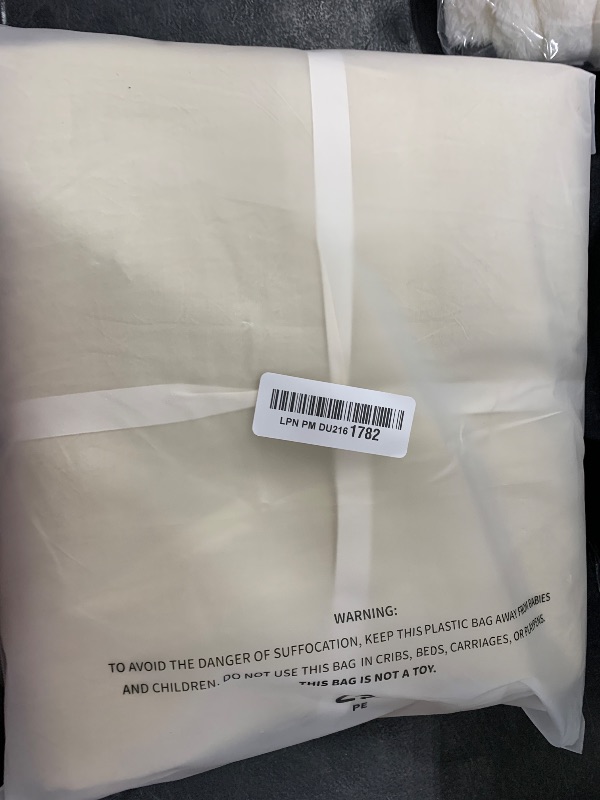 LPN PM DU216 1782
WARNING:
TO AVOID THE DANGER OF SUFFOCATION, KEEP THIS PLASTIC BAG AWAY FROM BABIES
AND CHILDREN. DO NOT USE THIS BAG IN CRIBS, BEDS, CARRIAGES, OR PLAYPENS.
THIS BAG IS NOT A TOY.
PE